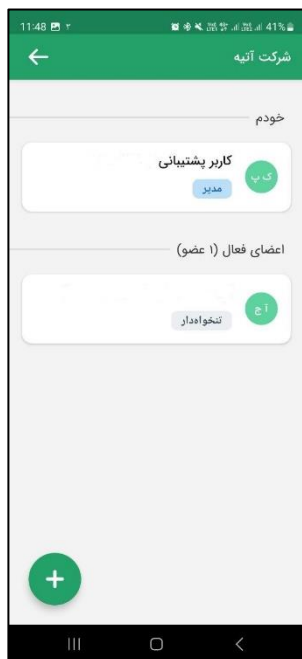 11:48 41%
شرکت آتیه
خودم
کاربر پشتیبانی
ک پ
مدیر
اعضای فعال (۱ عضو)
آ ج
تنخواه‌دار